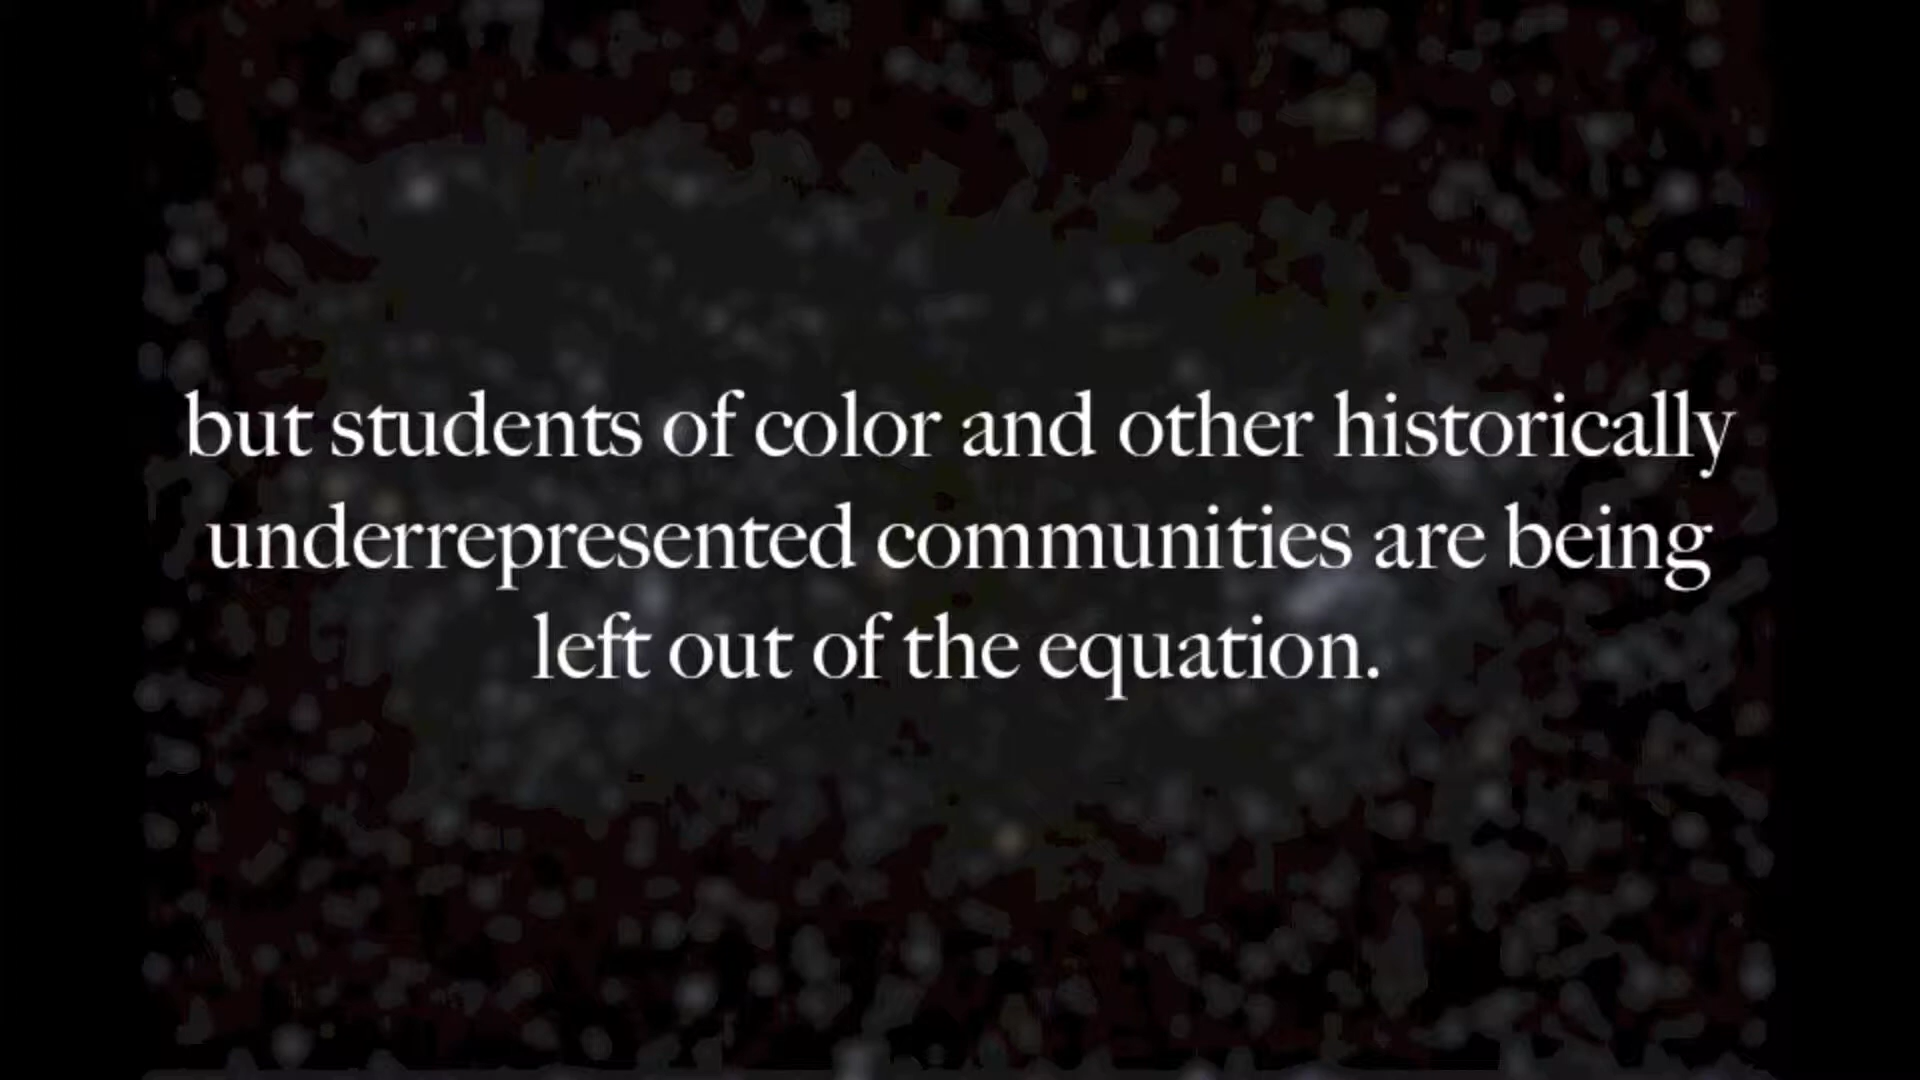 but students of color and other historically
underrepresented communities are being
left out of the equation.